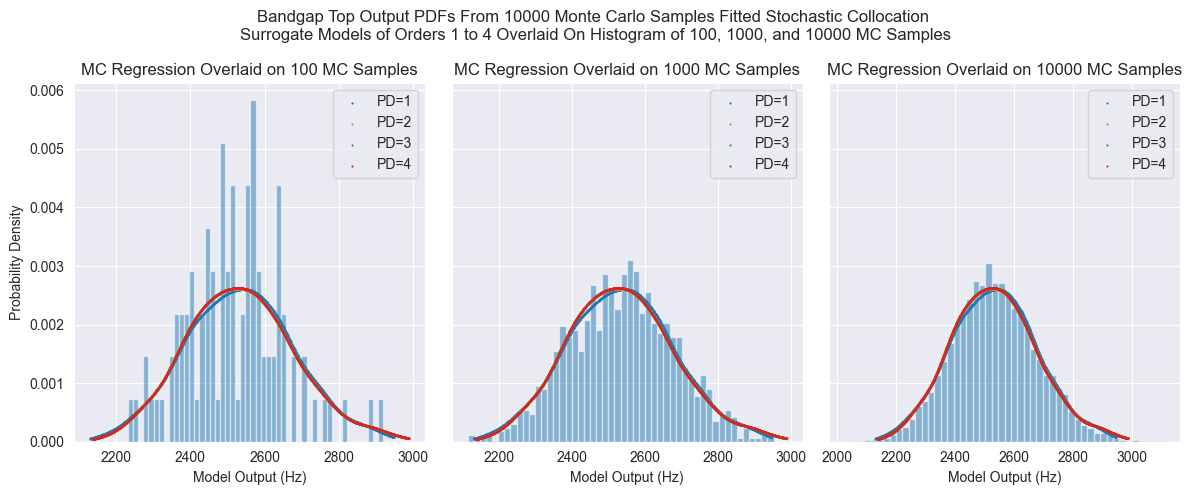 Bandgap Top Output PDFs From 10000 Monte Carlo Samples Fitted Stochastic Collocation
Surrogate Models of Orders 1 to 4 Overlaid On Histogram of 100, 1000, and 10000 MC Samples
MC Regression Overlaid on 100 MC Samples
MC Regression Overlaid on 1000 MC Samples
MC Regression Overlaid on 10000 MC Samples
0.006
0.005
0.004
0.003
0.002
0.001
0.000
Probability Density
PD=1
PD=2
PD=3
PD=4
PD=1
PD=2
PD=3
PD=4
PD=1
PD=2
PD=3
PD=4
2200 2400 2600 2800 3000
2200 2400 2600 2800 3000
2000 2200 2400 2600 2800 3000
Model Output (Hz)
Model Output (Hz)
Model Output (Hz)